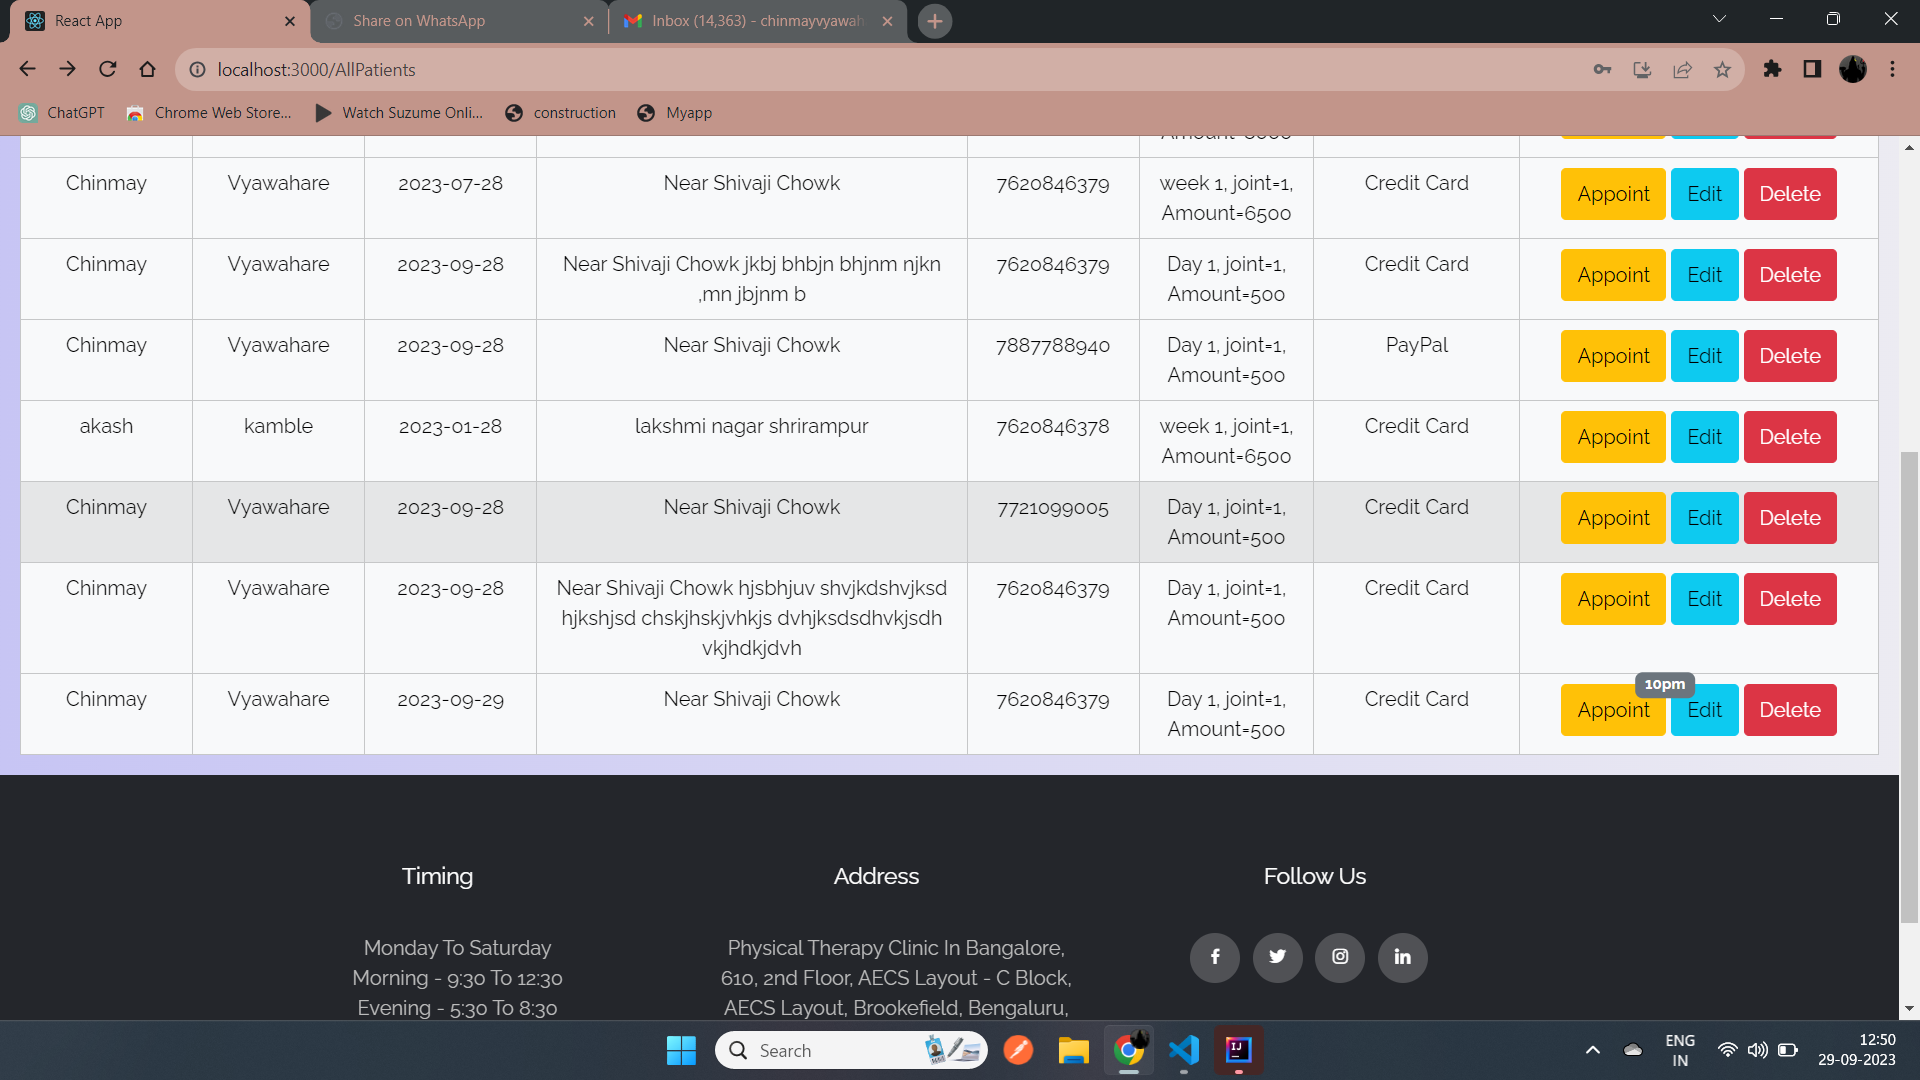 React App
Share on WhatsApp
Inbox (14,363) - chinmayvyawah
localhost:3000/AllPatients
ChatGPT
Chrome Web Store...
Watch Suzume Onli...
construction
Myapp
Chinmay Vyawahare 2023-07-28 Near Shivaji Chowk 7620846379 week 1, joint=1, Credit Card Appoint Edit Delete
Amount=6500
Chinmay Vyawahare 2023-09-28 Near Shivaji Chowk jkbj bhbjn bhjnm njkn 7620846379 Day 1, joint=1, Credit Card Appoint Edit Delete
,mn jbjnm b Amount=500
Chinmay Vyawahare 2023-09-28 Near Shivaji Chowk 7887788940 Day 1, joint=1, PayPal Appoint Edit Delete
Amount=500
akash kamble 2023-01-28 lakshmi nagar shrirampur 7620846378 week 1, joint=1, Credit Card Appoint Edit Delete
Amount=6500
Chinmay Vyawahare 2023-09-28 Near Shivaji Chowk 7721099005 Day 1, joint=1, Credit Card Appoint Edit Delete
Amount=500
Chinmay Vyawahare 2023-09-28 Near Shivaji Chowk hjsbhjuv shvjkdshvjksd 7620846379 Day 1, joint=1, Credit Card Appoint Edit Delete
hjkshjsd chskjhskjvhkjs dvhjksdsdhvkjsdh Amount=500
vkjhdkjdvh
10pm
Chinmay Vyawahare 2023-09-29 Near Shivaji Chowk 7620846379 Day 1, joint=1, Credit Card Appoint Edit Delete
Amount=500
Timing
Monday To Saturday
Morning - 9:30 To 12:30
Evening - 5:30 To 8:30
Address
Physical Therapy Clinic In Bangalore,
610, 2nd Floor, AECS Layout - C Block,
AECS Layout, Brookefield, Bengaluru,
Follow Us
Search
ENG
IN
12:50
29-09-2023